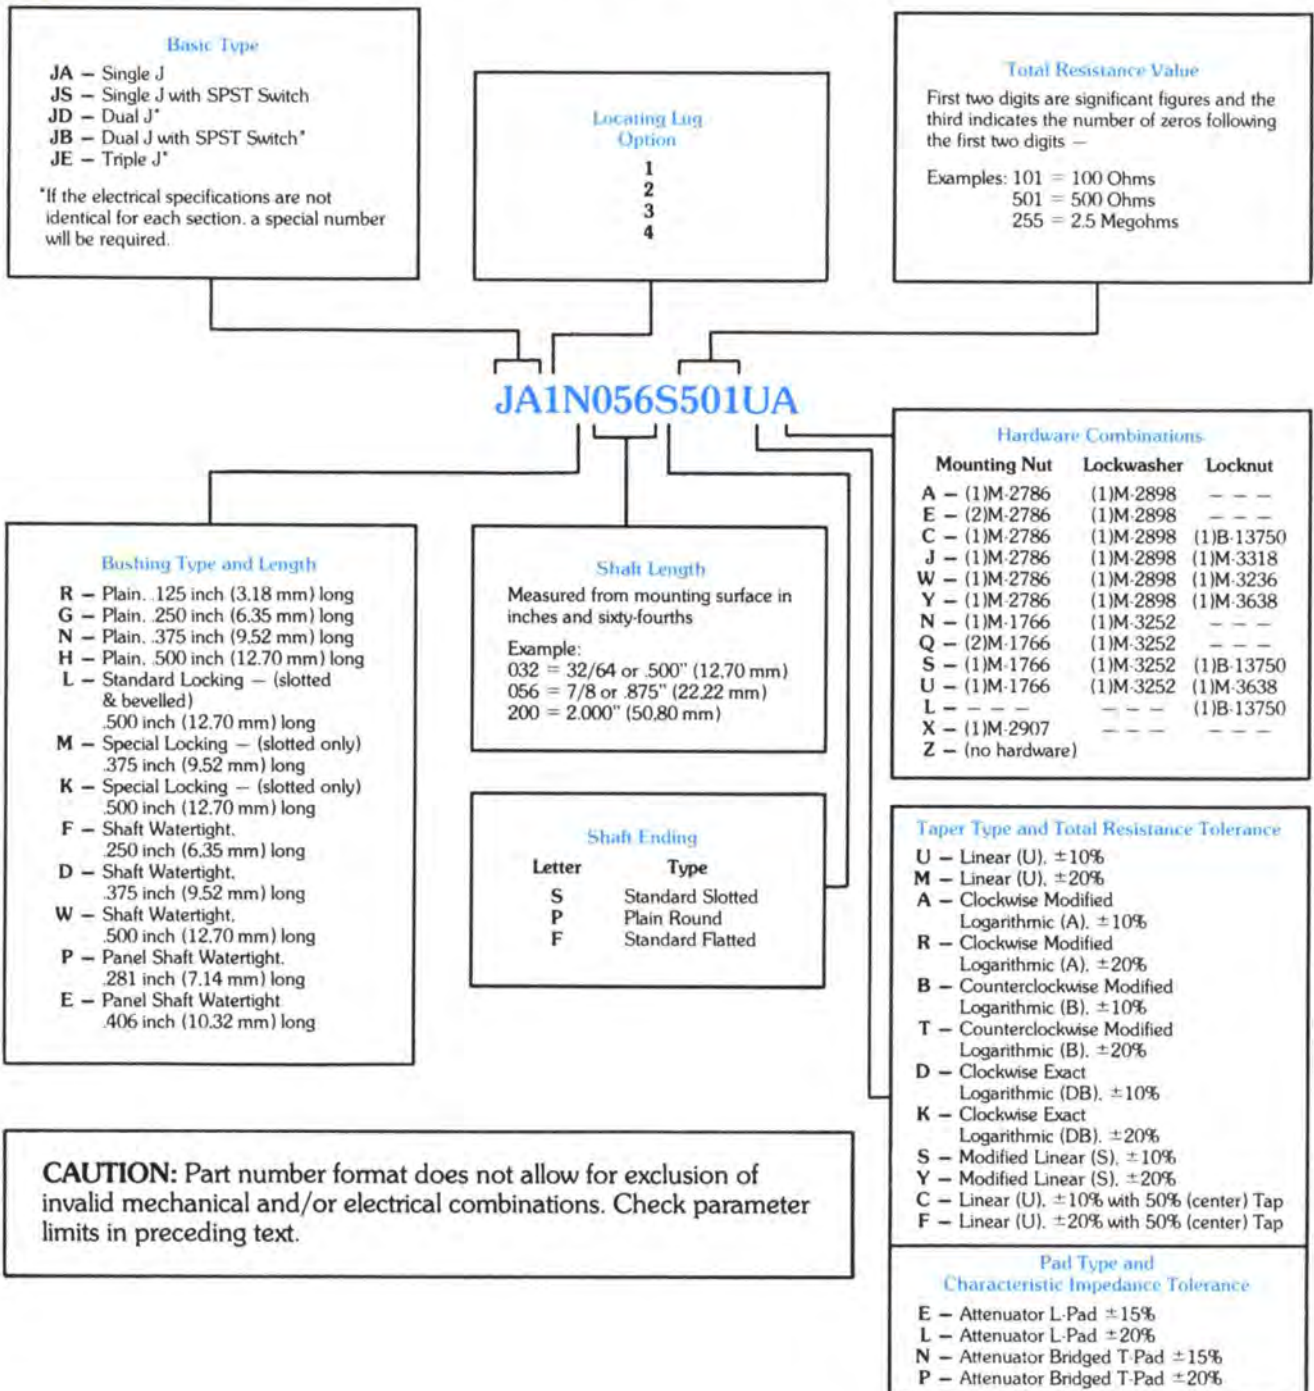 Basic Type
JA – Single J
JS – Single J with SPST Switch
JD – Dual J*
JB – Dual J with SPST Switch*
JE – Triple J*
*If the electrical specifications are not
identical for each section. a special number
will be required.
Locating Lug
Option
1
2
3
4
Total Resistance Value
First two digits are significant figures and the
third indicates the number of zeros following
the first two digits –
Examples: 101 = 100 Ohms
501 = 500 Ohms
255 = 2.5 Megohms
JA1N056S501UA
Bushing Type and Length
R – Plain. .125 inch (3.18 mm) long
G – Plain. .250 inch (6.35 mm) long
N – Plain. .375 inch (9.52 mm) long
H – Plain. .500 inch (12.70 mm) long
L – Standard Locking – (slotted
& bevelled)
.500 inch (12.70 mm) long
M – Special Locking – (slotted only)
.375 inch (9.52 mm) long
K – Special Locking – (slotted only)
.500 inch (12.70 mm) long
F – Shaft Watertight.
.250 inch (6.35 mm) long
D – Shaft Watertight.
.375 inch (9.52 mm) long
W – Shaft Watertight.
.500 inch (12.70 mm) long
P – Panel Shaft Watertight.
.281 inch (7.14 mm) long
E – Panel Shaft Watertight
.406 inch (10.32 mm) long
Shaft Length
Measured from mounting surface in
inches and sixty-fourths
Example:
032 = 32/64 or .500" (12.70 mm)
056 = 7/8 or .875" (22.22 mm)
200 = 2.000" (50.80 mm)
Shaft Ending
Letter Type
S Standard Slotted
P Plain Round
F Standard Flatted
Hardware Combinations
Mounting Nut Lockwasher Locknut
A – (1)M-2786 (1)M-2898 – – –
E – (2)M-2786 (1)M-2898 – – –
C – (1)M-2786 (1)M-2898 (1)B-13750
J – (1)M-2786 (1)M-2898 (1)M-3318
W – (1)M-2786 (1)M-2898 (1)M-3236
Y – (1)M-2786 (1)M-2898 (1)M-3638
N – (1)M-1766 (1)M-3252 – – –
Q – (2)M-1766 (1)M-3252 – – –
S – (1)M-1766 (1)M-3252 (1)B-13750
U – (1)M-1766 (1)M-3252 (1)M-3638
L – – – – – – – (1)B-13750
X – (1)M-2907 – – – – – –
Z – (no hardware)
Taper Type and Total Resistance Tolerance
U – Linear (U). ±10%
M – Linear (U). ±20%
A – Clockwise Modified
Logarithmic (A). ±10%
R – Clockwise Modified
Logarithmic (A). ±20%
B – Counterclockwise Modified
Logarithmic (B). ±10%
T – Counterclockwise Modified
Logarithmic (B). ±20%
D – Clockwise Exact
Logarithmic (DB). ±10%
K – Clockwise Exact
Logarithmic (DB). ±20%
S – Modified Linear (S). ±10%
Y – Modified Linear (S). ±20%
C – Linear (U). ±10% with 50% (center) Tap
F – Linear (U). ±20% with 50% (center) Tap
Pad Type and
Characteristic Impedance Tolerance
E – Attenuator L-Pad ±15%
L – Attenuator L-Pad ±20%
N – Attenuator Bridged T-Pad ±15%
P – Attenuator Bridged T-Pad ±20%
CAUTION: Part number format does not allow for exclusion of
invalid mechanical and/or electrical combinations. Check parameter
limits in preceding text.